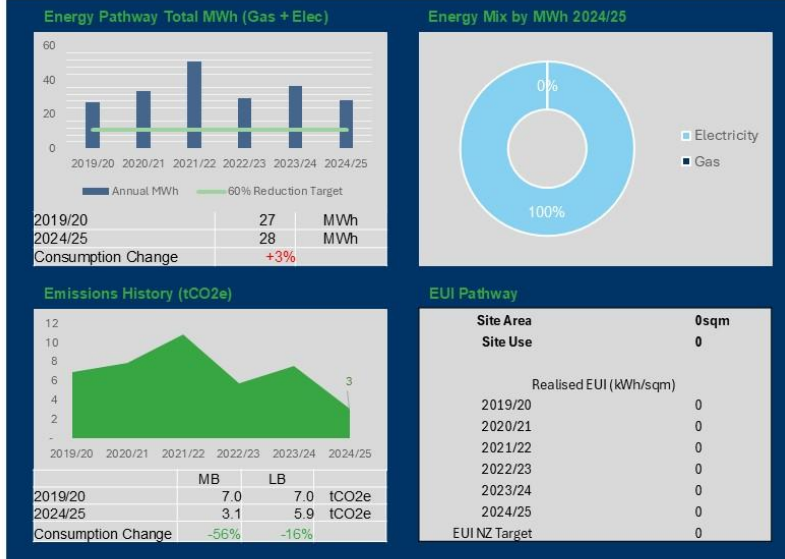 Energy Pathway Total MWh (Gas + Elec)
60
40
20
0
2019/20 2020/21 2021/22 2022/23 2023/24 2024/25
Annual MWh 60% Reduction Target
2019/20 27 MWh
2024/25 28 MWh
Consumption Change +3%
Energy Mix by MWh 2024/25
0%
100%
Electricity
Gas
Emissions History (tCO2e)
12
10
8
6
4
2
-
3
2019/20 2020/21 2021/22 2022/23 2023/24 2024/25
MB LB
2019/20 7.0 7.0 tCO2e
2024/25 3.1 5.9 tCO2e
Consumption Change -56% -16%
EUI Pathway
Site Area 0sqm
Site Use 0
Realised EUI (kWh/sqm)
2019/20 0
2020/21 0
2021/22 0
2022/23 0
2023/24 0
2024/25 0
EUI NZ Target 0